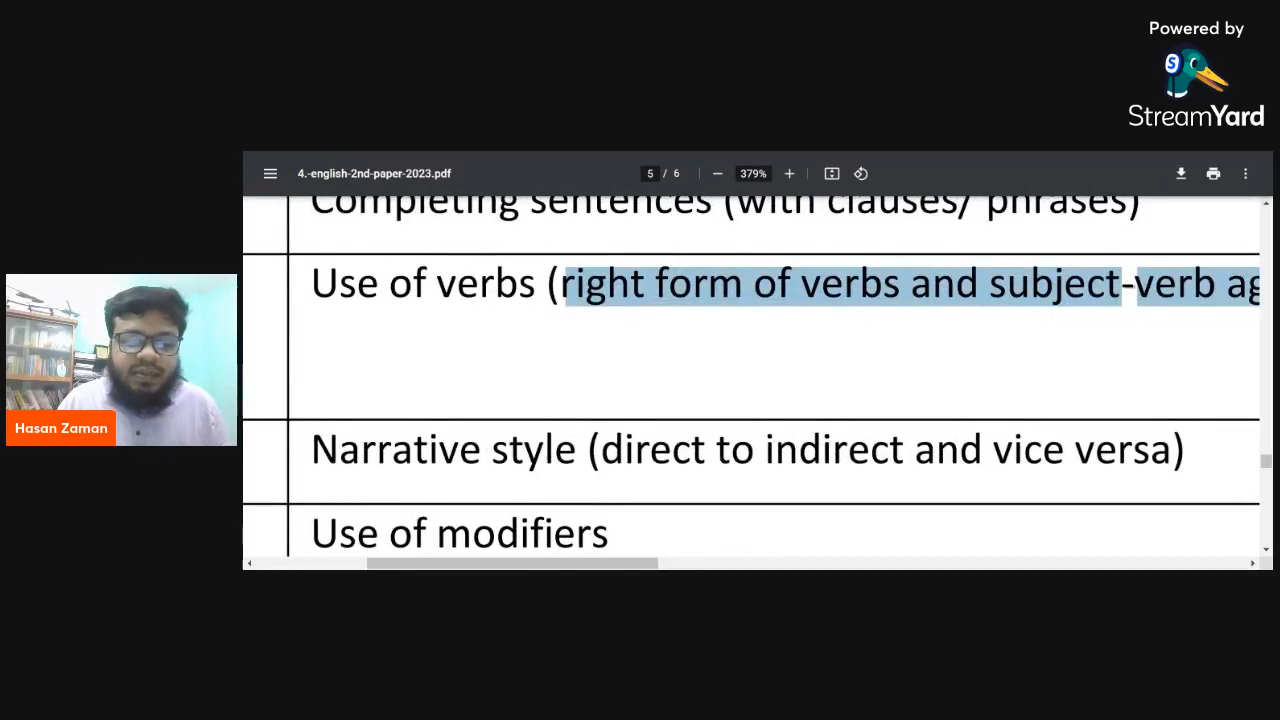 Powered by
StreamYard
4.-english-2nd-paper-2023.pdf
5 / 6
379%
Completing sentences (with clauses/ phrases)
Use of verbs (right form of verbs and subject-verb ag
Narrative style (direct to indirect and vice versa)
Use of modifiers
Hasan Zaman